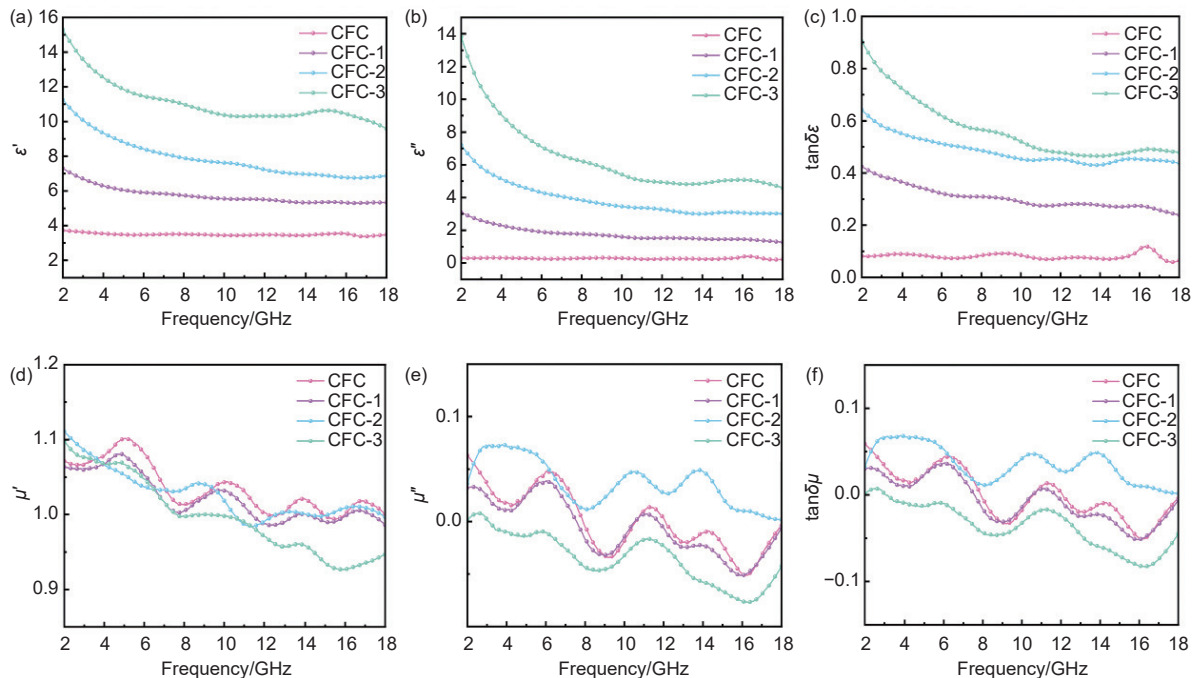 (a)
16
14
12
10
8
6
4
2
ε′
CFC
CFC-1
CFC-2
CFC-3
2 4 6 8 10 12 14 16 18
Frequency/GHz
(b)
14
12
10
8
6
4
2
0
ε″
CFC
CFC-1
CFC-2
CFC-3
2 4 6 8 10 12 14 16 18
Frequency/GHz
(c)
1.0
0.8
0.6
0.4
0.2
0.0
tanδε
CFC
CFC-1
CFC-2
CFC-3
2 4 6 8 10 12 14 16 18
Frequency/GHz
(d)
1.2
1.1
1.0
0.9
μ′
CFC
CFC-1
CFC-2
CFC-3
2 4 6 8 10 12 14 16 18
Frequency/GHz
(e)
0.1
0.0
μ″
CFC
CFC-1
CFC-2
CFC-3
2 4 6 8 10 12 14 16 18
Frequency/GHz
(f)
0.1
0.0
−0.1
tanδμ
CFC
CFC-1
CFC-2
CFC-3
2 4 6 8 10 12 14 16 18
Frequency/GHz